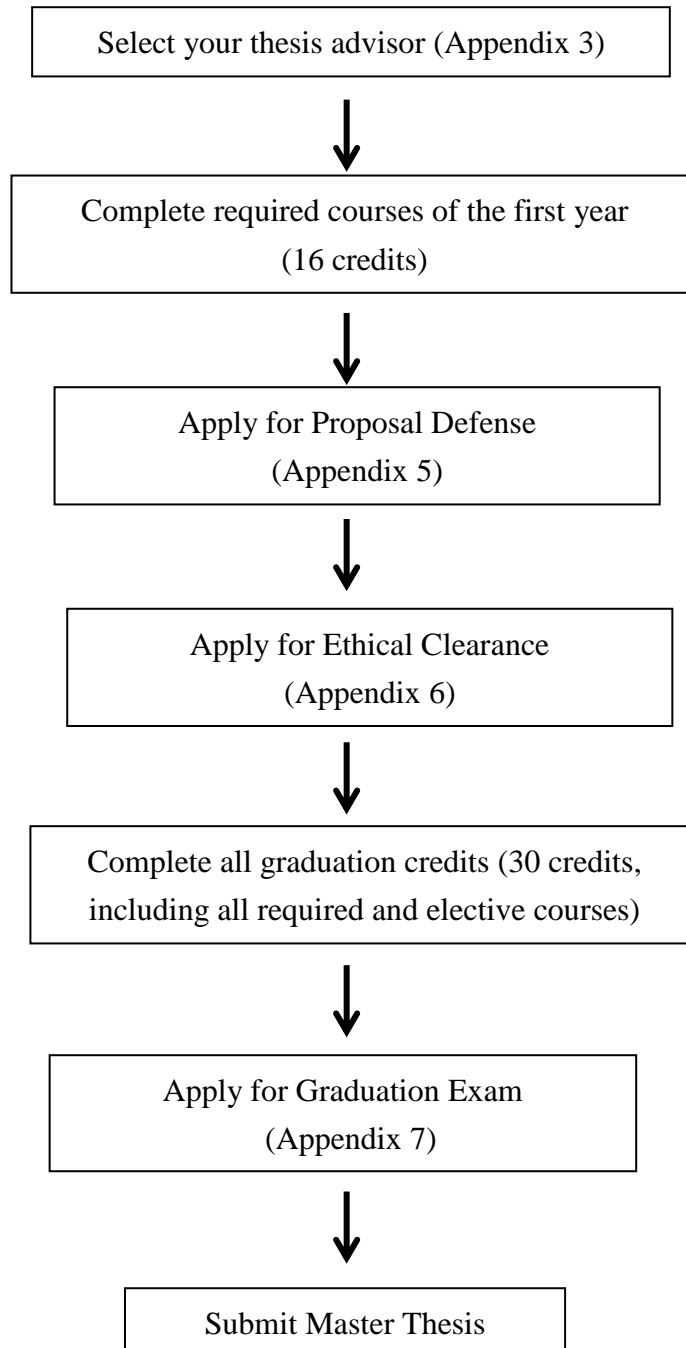 Select your thesis advisor (Appendix 3)
Complete required courses of the first year
(16 credits)
Apply for Proposal Defense
(Appendix 5)
Apply for Ethical Clearance
(Appendix 6)
Complete all graduation credits (30 credits,
including all required and elective courses)
Apply for Graduation Exam
(Appendix 7)
Submit Master Thesis